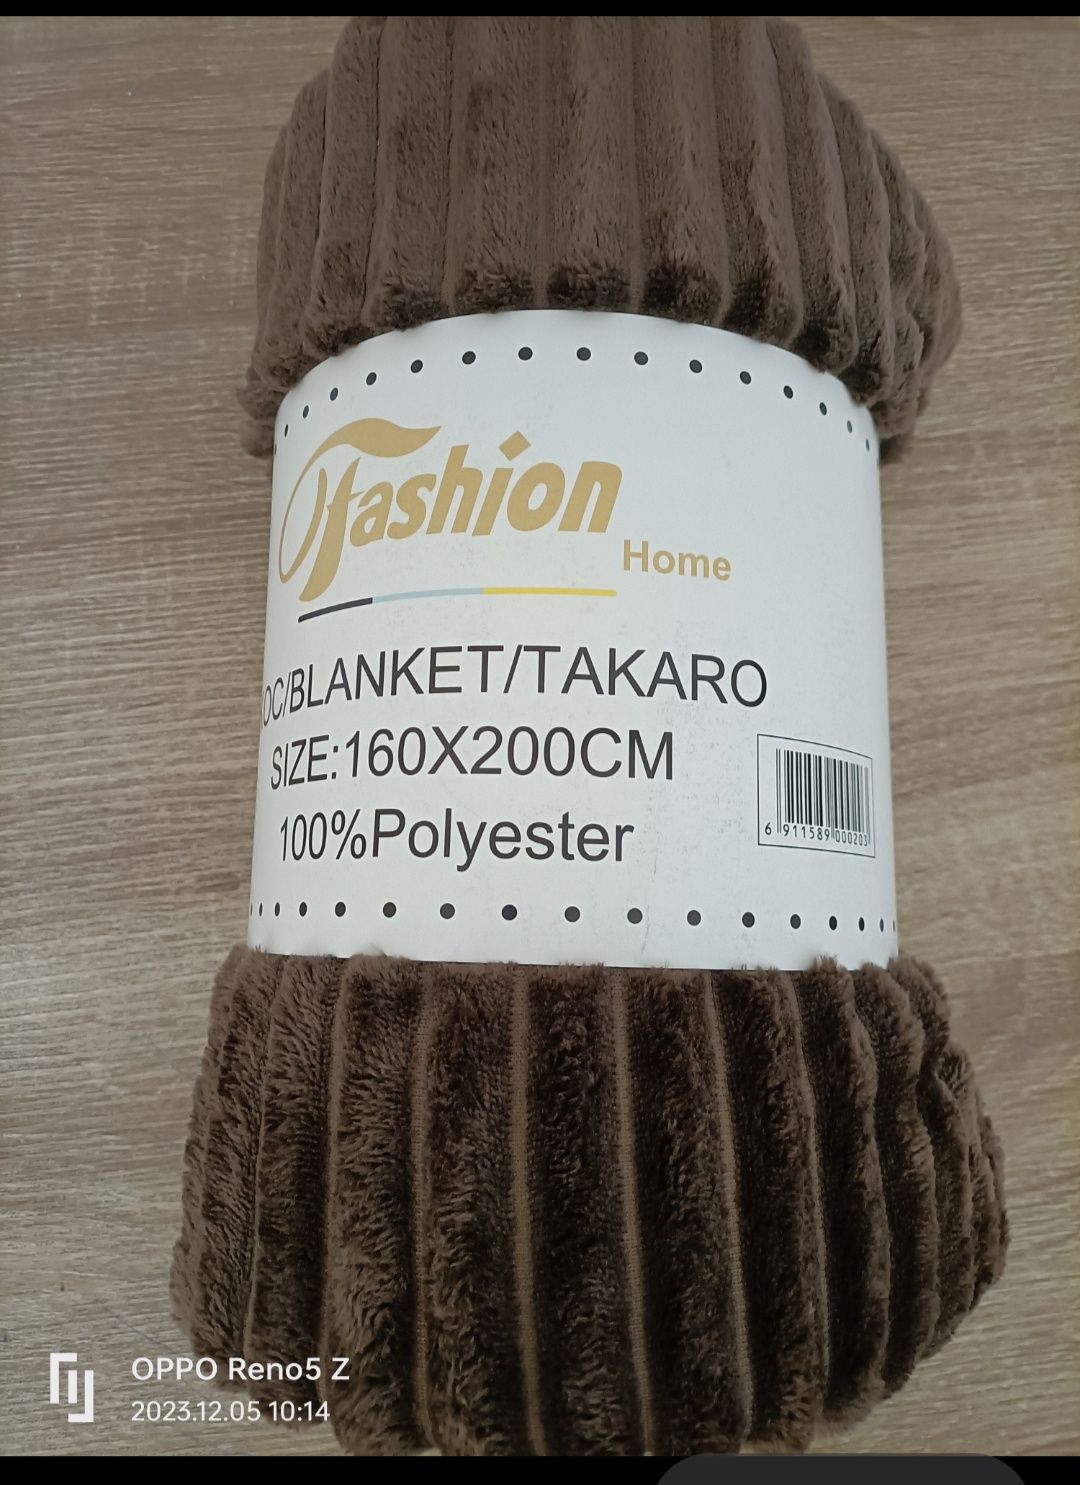 fashion
Home
OC/BLANKET/TAKARO
SIZE:160X200CM
100%Polyester
6 911589 000203
OPPO Reno5 Z
2023.12.05 10:14